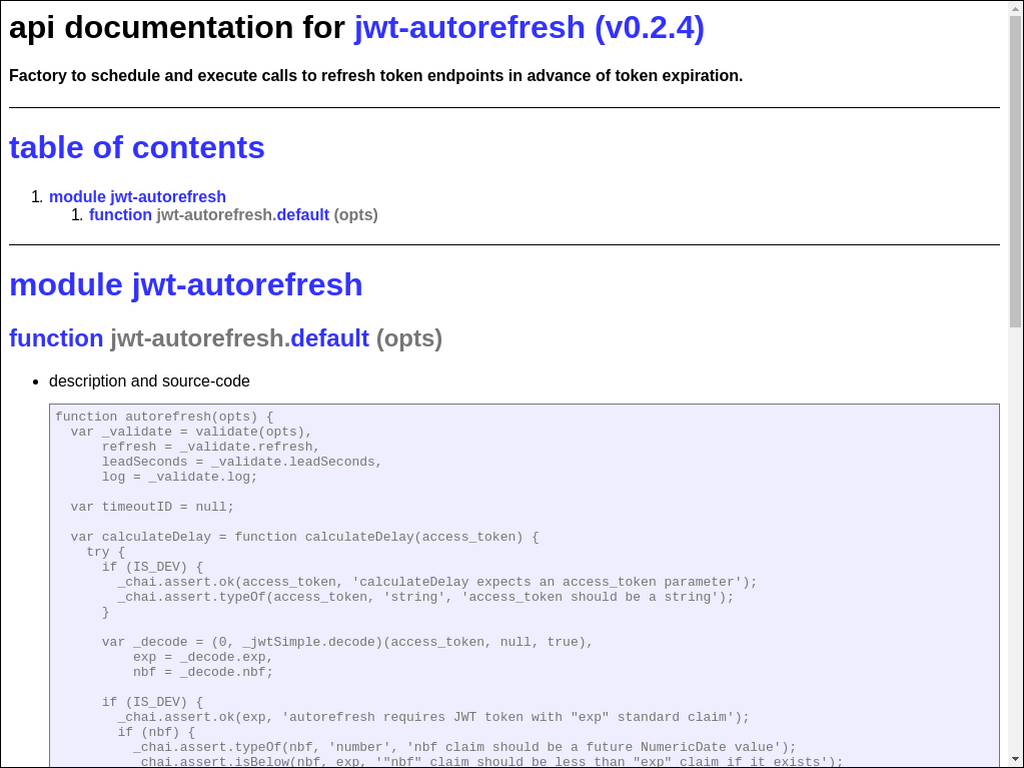 api documentation for jwt-autorefresh (v0.2.4)
Factory to schedule and execute calls to refresh token endpoints in advance of token expiration.
table of contents
1. module jwt-autorefresh
1. function jwt-autorefresh.default (opts)
module jwt-autorefresh
function jwt-autorefresh.default (opts)
• description and source-code
function autorefresh(opts) {
  var _validate = validate(opts),
      refresh = _validate.refresh,
      leadSeconds = _validate.leadSeconds,
      log = _validate.log;

  var timeoutID = null;

  var calculateDelay = function calculateDelay(access_token) {
    try {
      if (IS_DEV) {
        _chai.assert.ok(access_token, 'calculateDelay expects an access_token parameter');
        _chai.assert.typeOf(access_token, 'string', 'access_token should be a string');
      }

      var _decode = (0, _jwtSimple.decode)(access_token, null, true),
          exp = _decode.exp,
          nbf = _decode.nbf;

      if (IS_DEV) {
        _chai.assert.ok(exp, 'autorefresh requires JWT token with "exp" standard claim');
        if (nbf) {
          _chai.assert.typeOf(nbf, 'number', 'nbf claim should be a future NumericDate value');
          _chai.assert.isBelow(nbf, exp, '"nbf" claim should be less than "exp" claim if it exists');